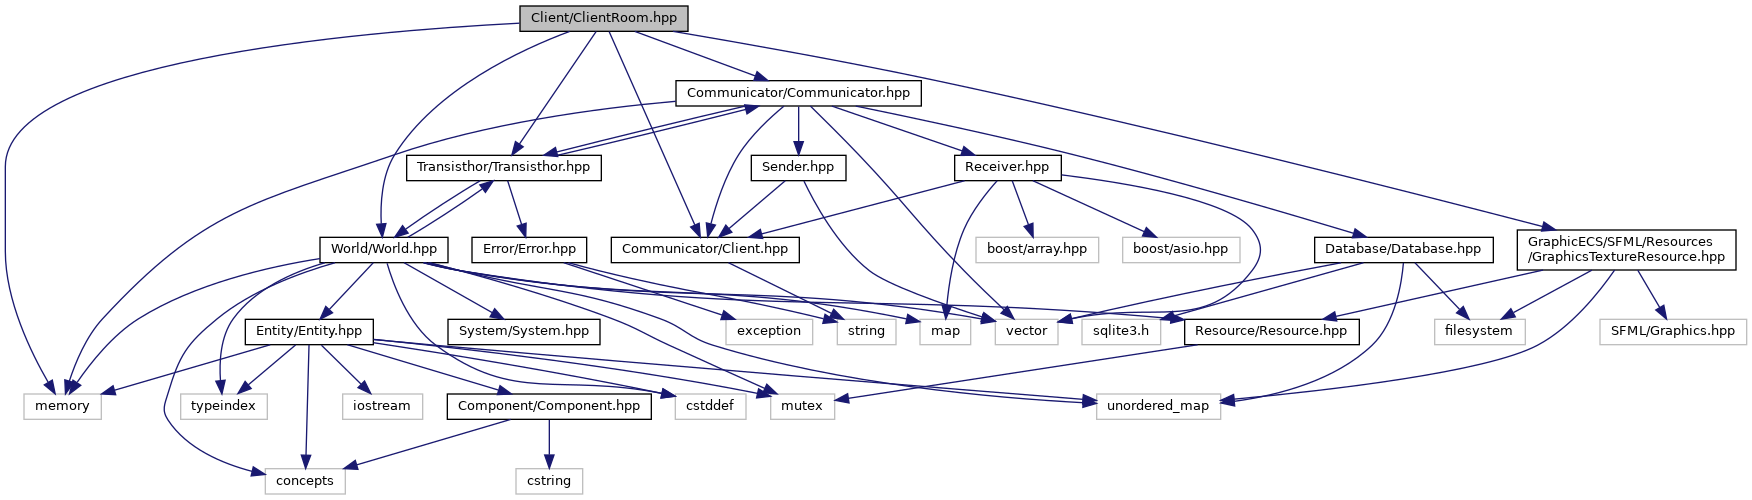 Client/ClientRoom.hpp
Communicator/Communicator.hpp
Transisthor/Transisthor.hpp
Sender.hpp
Receiver.hpp
World/World.hpp
Error/Error.hpp
Communicator/Client.hpp
boost/array.hpp
boost/asio.hpp
Database/Database.hpp
GraphicECS/SFML/Resources
/GraphicsTextureResource.hpp
Entity/Entity.hpp
System/System.hpp
exception
string
map
vector
sqlite3.h
Resource/Resource.hpp
filesystem
SFML/Graphics.hpp
memory
typeindex
iostream
Component/Component.hpp
cstddef
mutex
unordered_map
concepts
cstring